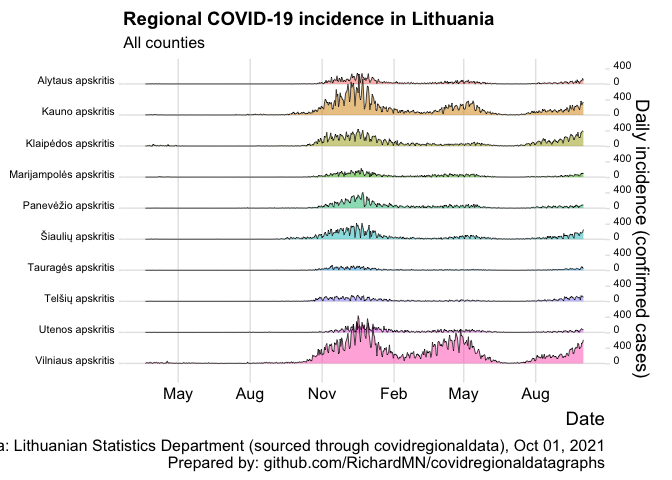 Regional COVID-19 incidence in Lithuania
All counties
Alytaus apskritis
400
0
Kauno apskritis
400
0
Klaipėdos apskritis
400
0
Marijampolės apskritis
400
0
Panevėžio apskritis
400
0
Šiaulių apskritis
400
0
Tauragės apskritis
400
0
Telšių apskritis
400
0
Utenos apskritis
400
0
Vilniaus apskritis
400
0
Daily incidence (confirmed cases)
May Aug Nov Feb May Aug
Date
a: Lithuanian Statistics Department (sourced through covidregionaldata), Oct 01, 2021
Prepared by: github.com/RichardMN/covidregionaldatagraphs